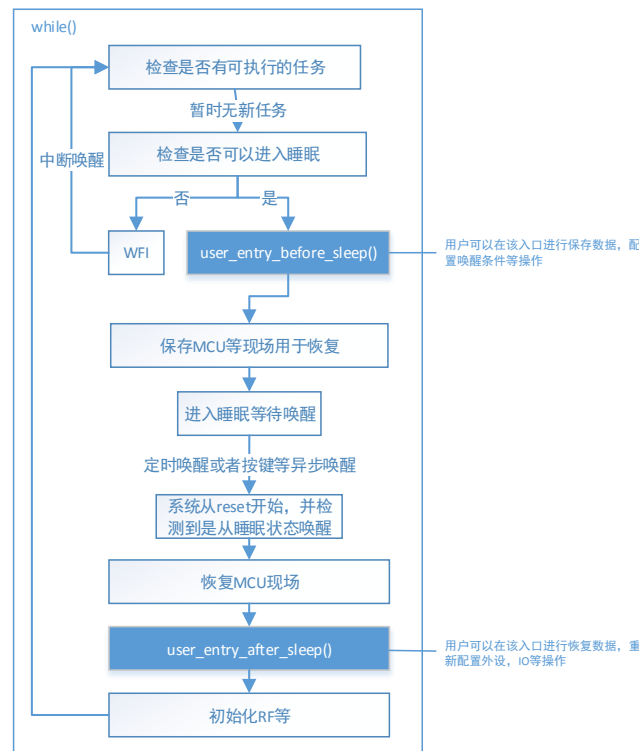 while()
检查是否有可执行的任务
暂时无新任务
中断唤醒
检查是否可以进入睡眠
否
是
WFI
user_entry_before_sleep()
用户可以在该入口进行保存数据，配
置唤醒条件等操作
保存MCU等现场用于恢复
进入睡眠等待唤醒
定时唤醒或者按键等异步唤醒
系统从reset开始，并检
测到是从睡眠状态唤醒
恢复MCU现场
user_entry_after_sleep()
用户可以在该入口进行恢复数据，重
新配置外设，IO等操作
初始化RF等